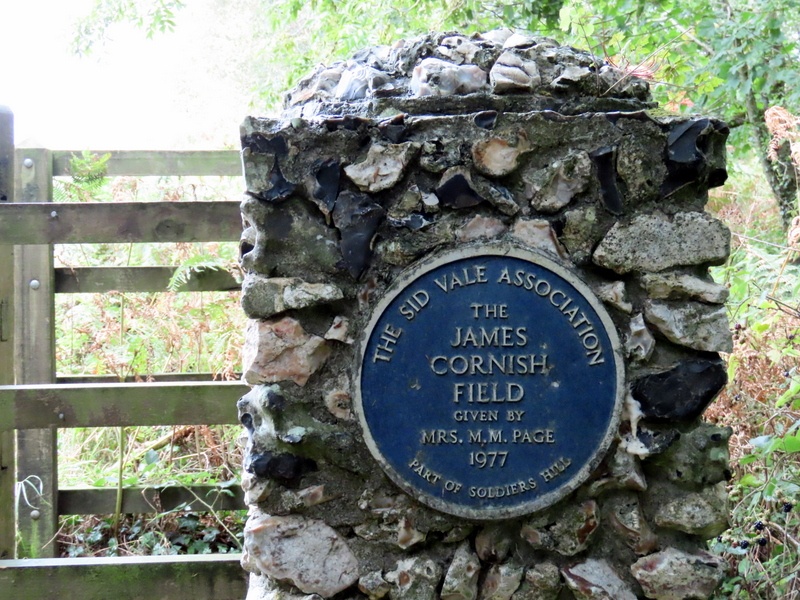 THE SID VALE ASSOCIATION
THE
JAMES
CORNISH
FIELD
GIVEN BY
MRS. M. M. PAGE
1977
PART OF SOLDIERS HILL